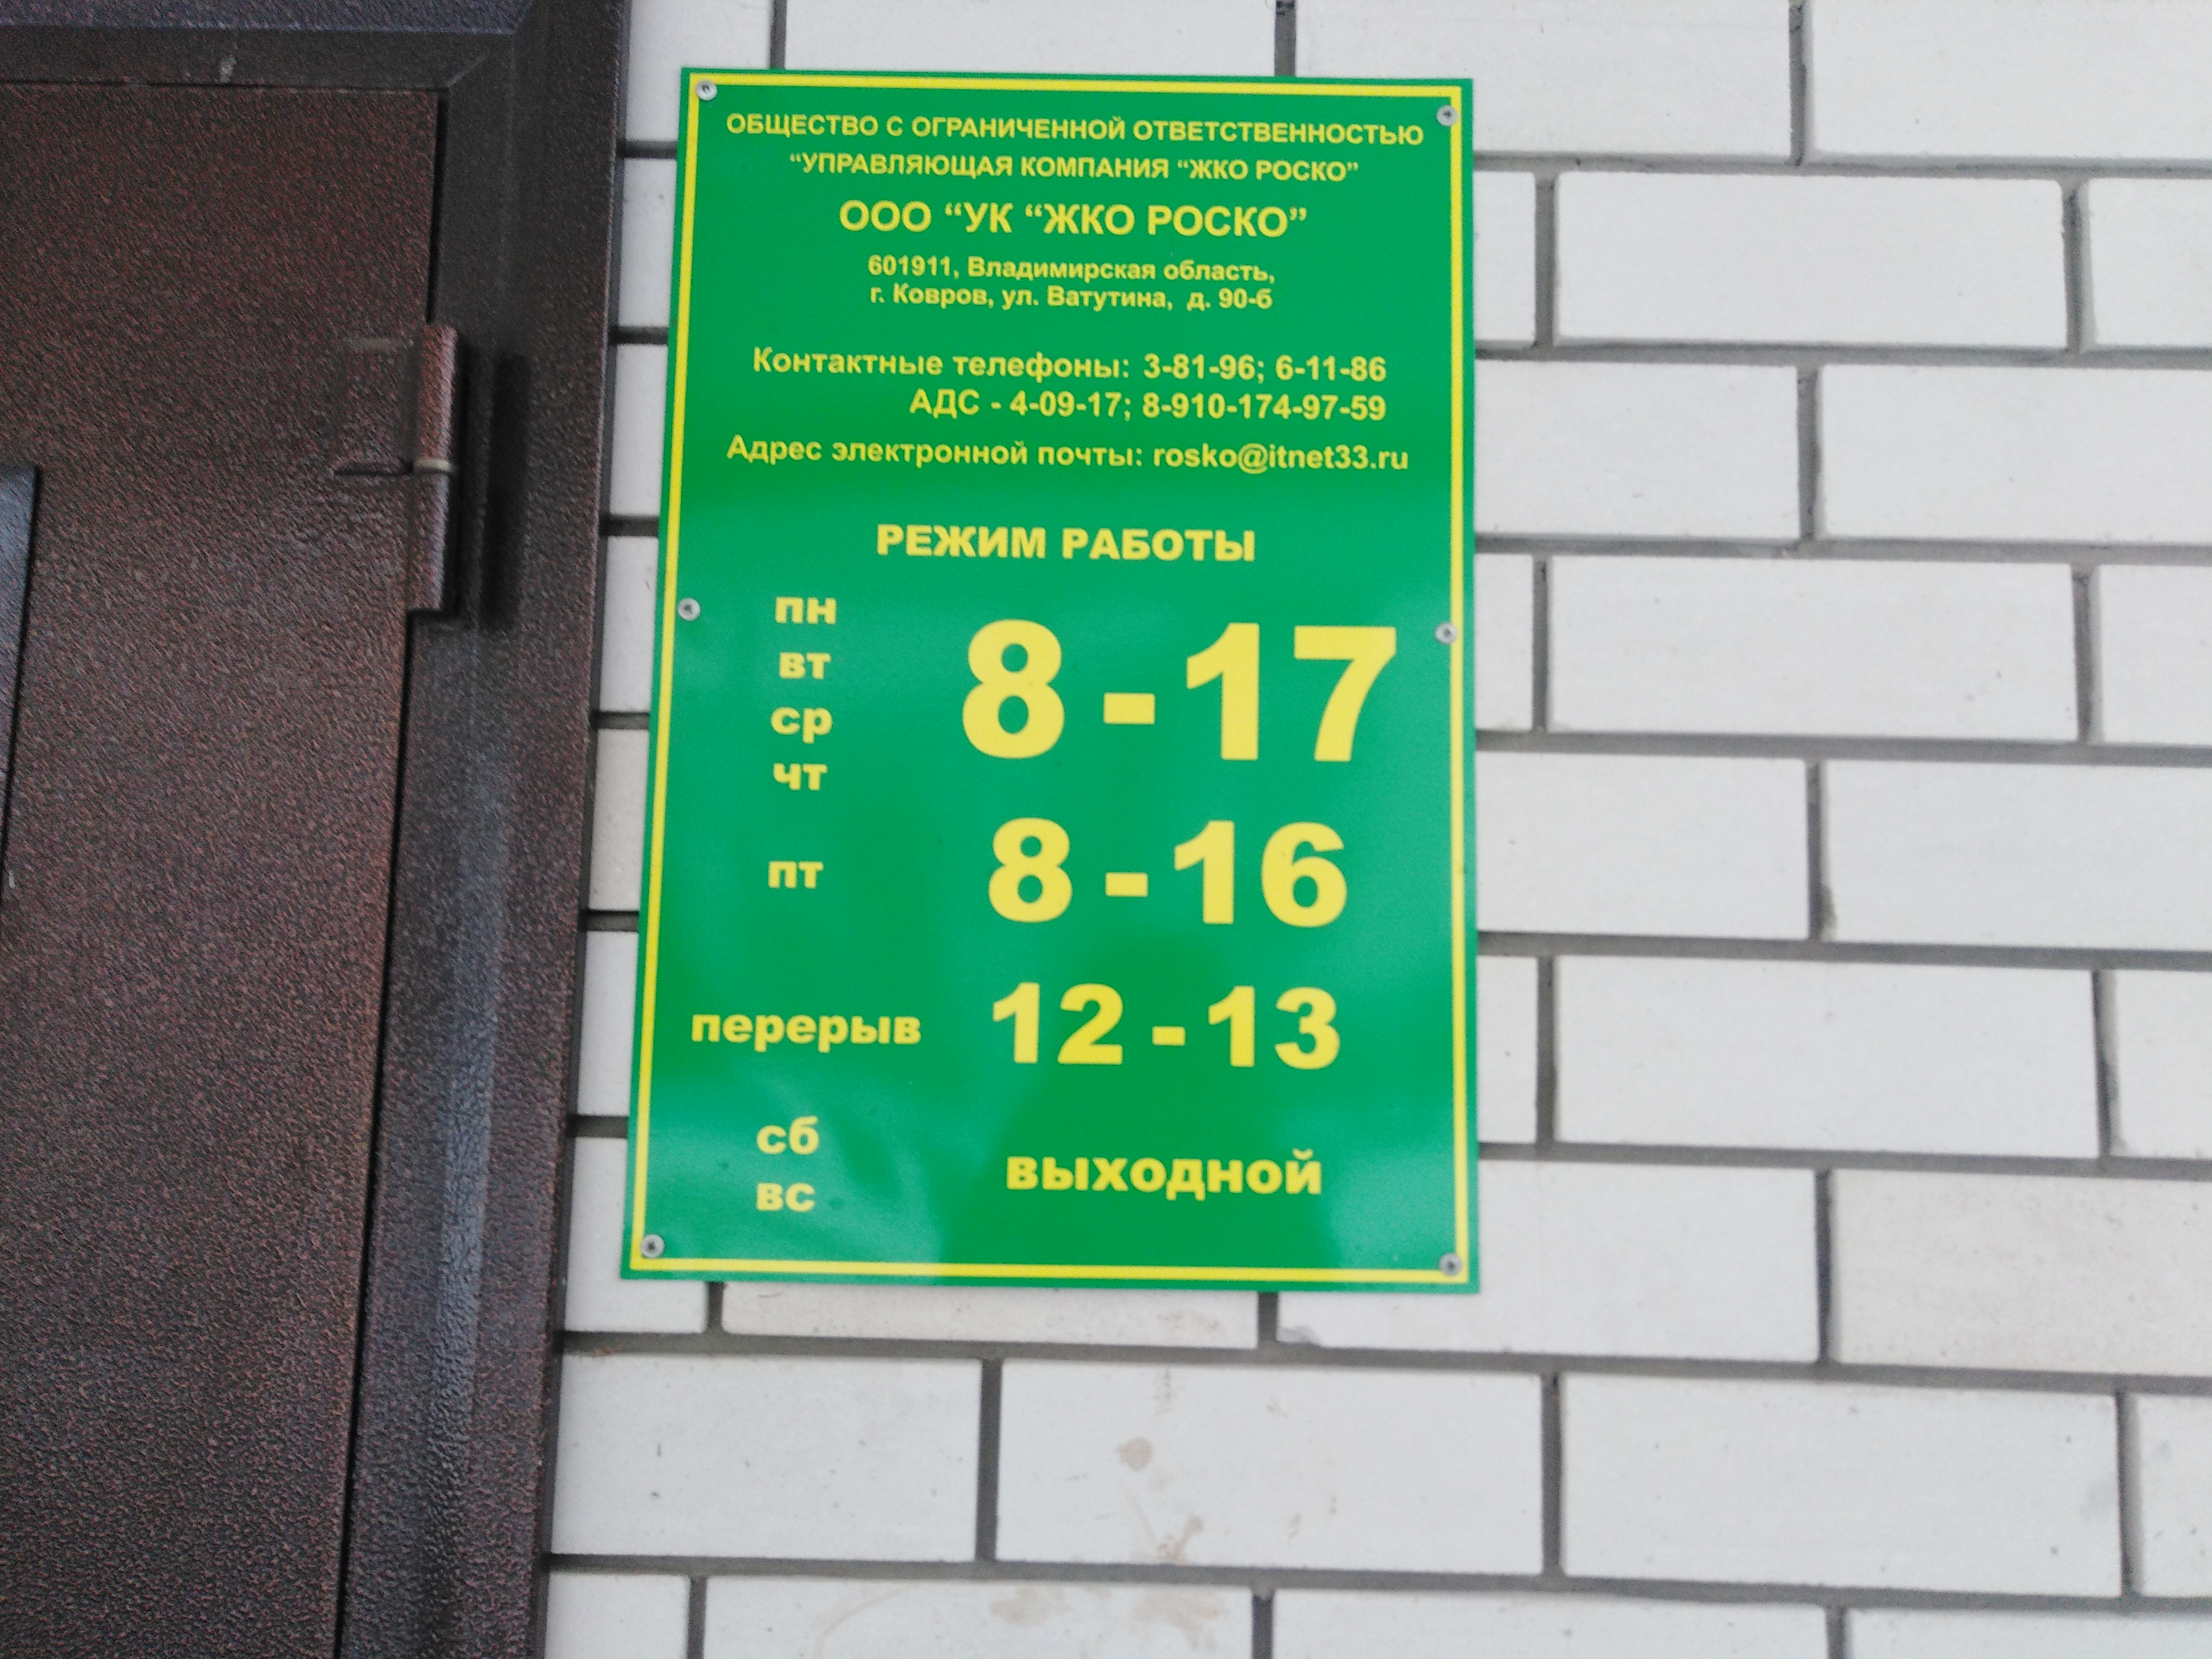 ОБЩЕСТВО С ОГРАНИЧЕННОЙ ОТВЕТСТВЕННОСТЬЮ
“УПРАВЛЯЮЩАЯ КОМПАНИЯ “ЖКО РОСКО”
ООО “УК “ЖКО РОСКО”
601911, Владимирская область,
г. Ковров, ул. Ватутина, д. 90-б
Контактные телефоны: 3-81-96; 6-11-86
АДС - 4-09-17; 8-910-174-97-59
Адрес электронной почты: rosko@itnet33.ru
РЕЖИМ РАБОТЫ
пн
вт
ср
чт
8 - 17
пт 8 - 16
перерыв 12 - 13
сб
вс
выходной